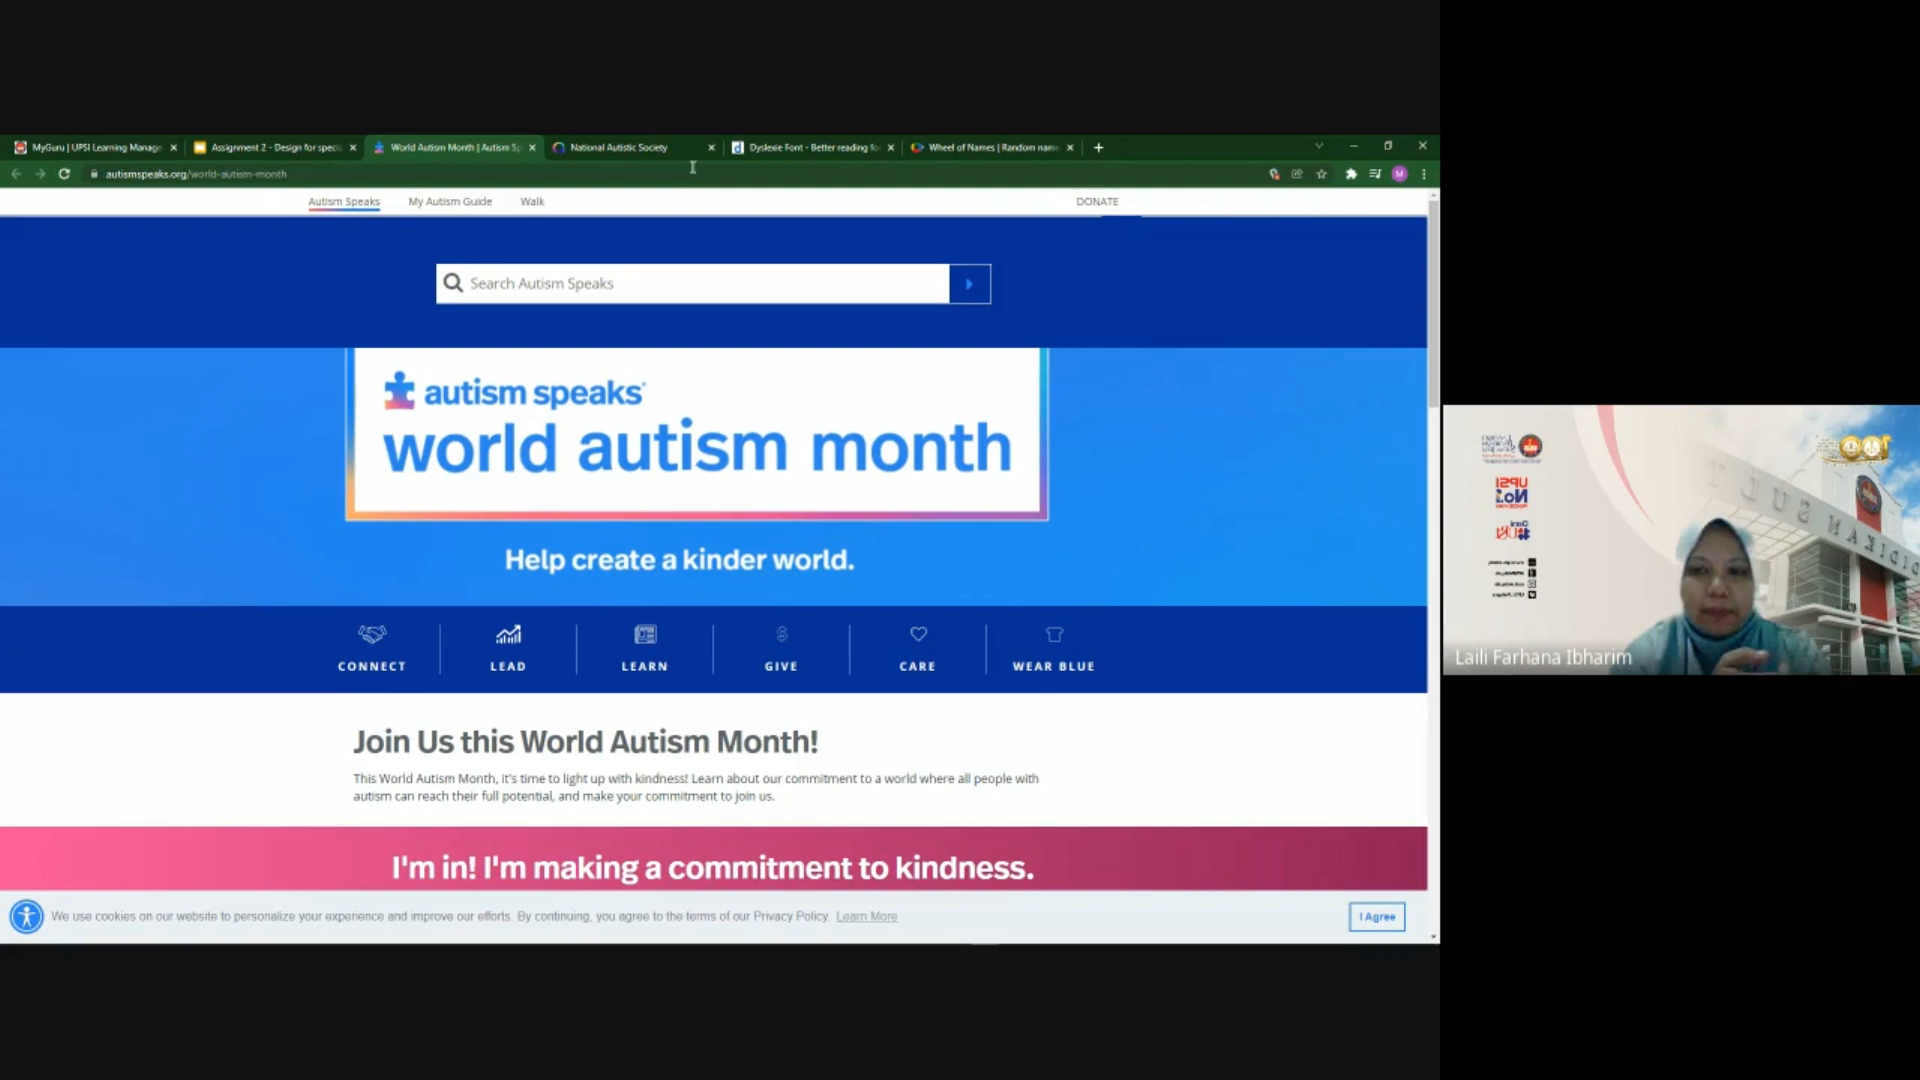 MyGuru | UPSI Learning Manage
Assignment 2 - Design for speci
World Autism Month | Autism Sp
National Autistic Society
Dyslexie Font - Better reading fo
Wheel of Names | Random nam
autismspeaks.org/world-autism-month
M
Autism Speaks
My Autism Guide
Walk
DONATE
Search Autism Speaks
autism speaks
world autism month
Help create a kinder world.
CONNECT
LEAD
LEARN
GIVE
CARE
WEAR BLUE
Join Us this World Autism Month!
This World Autism Month, it's time to light up with kindness! Learn about our commitment to a world where all people with
autism can reach their full potential, and make your commitment to join us.
I'm in! I'm making a commitment to kindness.
We use cookies on our website to personalize your experience and improve our efforts. By continuing, you agree to the terms of our Privacy Policy. Learn More
I Agree
UPSI
No.1
100
Laili Farhana Ibharim